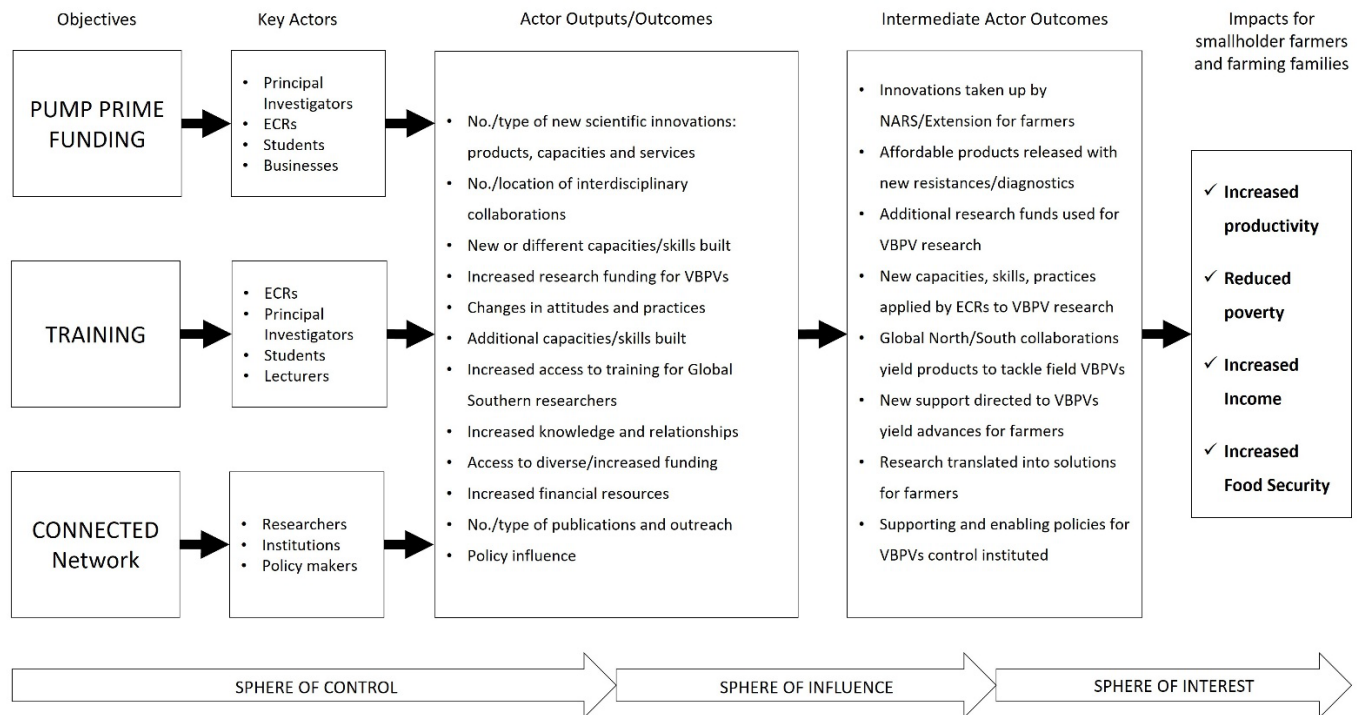 Objectives
Key Actors
Actor Outputs/Outcomes
Intermediate Actor Outcomes
Impacts for
smallholder farmers
and farming families
PUMP PRIME
FUNDING
• Principal
Investigators
• ECRs
• Students
• Businesses
TRAINING
• ECRs
• Principal
Investigators
• Students
• Lecturers
CONNECTED
Network
• Researchers
• Institutions
• Policy makers
• No./type of new scientific innovations:
products, capacities and services
• No./location of interdisciplinary
collaborations
• New or different capacities/skills built
• Increased research funding for VBPVs
• Changes in attitudes and practices
• Additional capacities/skills built
• Increased access to training for Global
Southern researchers
• Increased knowledge and relationships
• Access to diverse/increased funding
• Increased financial resources
• No./type of publications and outreach
• Policy influence
• Innovations taken up by
NARS/Extension for farmers
• Affordable products released with
new resistances/diagnostics
• Additional research funds used for
VBPV research
• New capacities, skills, practices
applied by ECRs to VBPV research
• Global North/South collaborations
yield products to tackle field VBPVs
• New support directed to VBPVs
yield advances for farmers
• Research translated into solutions
for farmers
• Supporting and enabling policies for
VBPVs control instituted
✓ Increased
productivity
✓ Reduced
poverty
✓ Increased
Income
✓ Increased
Food Security
SPHERE OF CONTROL
SPHERE OF INFLUENCE
SPHERE OF INTEREST